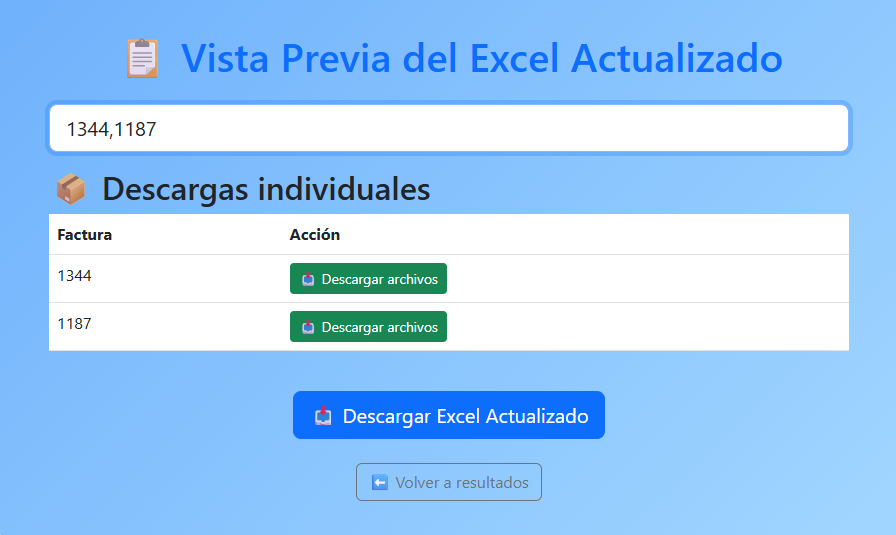 Vista Previa del Excel Actualizado
1344,1187
Descargas individuales
Factura Acción
1344 Descargar archivos
1187 Descargar archivos
Descargar Excel Actualizado
Volver a resultados